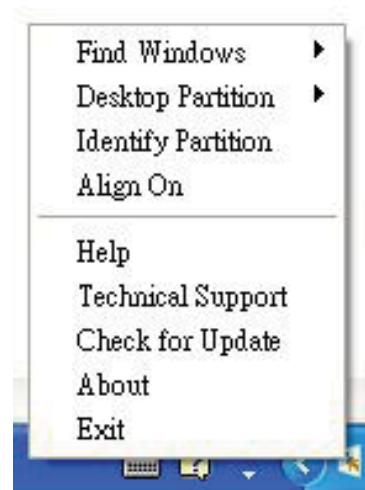 Find Windows
Desktop Partition
Identify Partition
Align On
Help
Technical Support
Check for Update
About
Exit